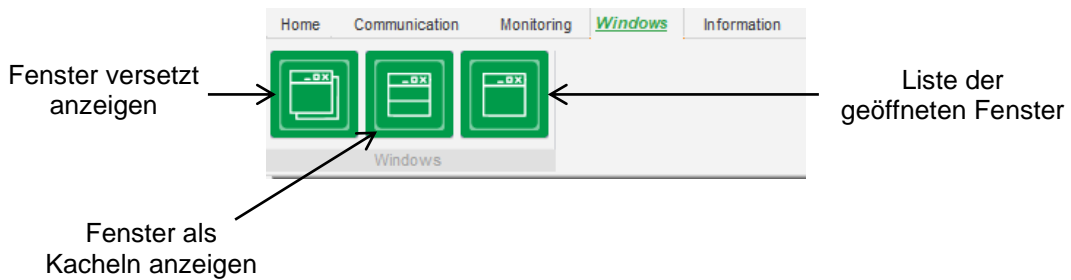 Home Communication Monitoring Windows Information
Fenster versetzt
anzeigen
Liste der
geöffneten Fenster
Windows
Fenster als
Kacheln anzeigen